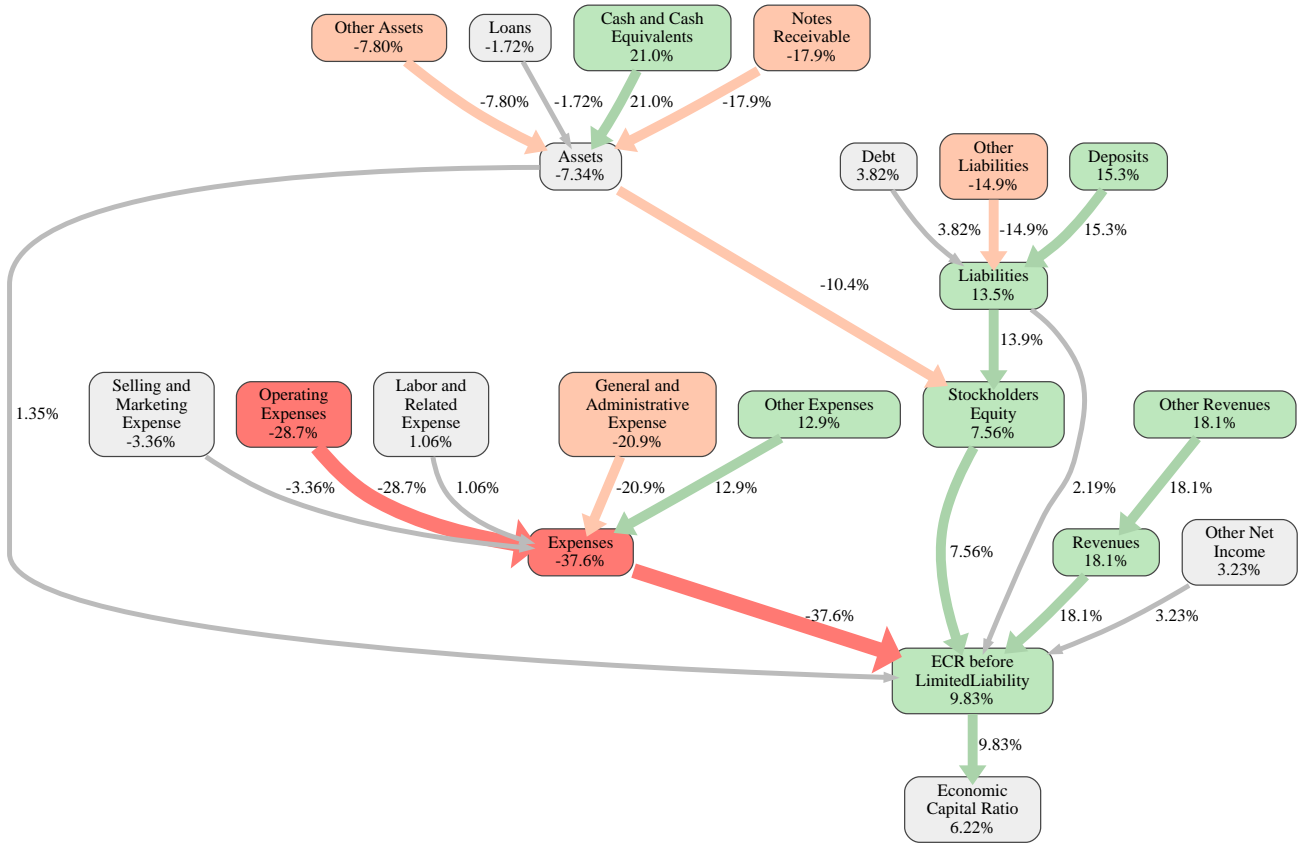 Other Assets
-7.80%
Loans
-1.72%
Cash and Cash
Equivalents
21.0%
Notes
Receivable
-17.9%
-7.80%
-1.72%
21.0%
-17.9%
Assets
-7.34%
Debt
3.82%
Other
Liabilities
-14.9%
Deposits
15.3%
3.82%
-14.9%
15.3%
Liabilities
13.5%
-10.4%
13.9%
1.35%
Selling and
Marketing
Expense
-3.36%
Operating
Expenses
-28.7%
Labor and
Related
Expense
1.06%
General and
Administrative
Expense
-20.9%
Other Expenses
12.9%
Stockholders
Equity
7.56%
Other Revenues
18.1%
-3.36%
-28.7%
1.06%
-20.9%
12.9%
2.19%
18.1%
Expenses
-37.6%
7.56%
Revenues
18.1%
Other Net
Income
3.23%
-37.6%
18.1%
3.23%
ECR before
LimitedLiability
9.83%
9.83%
Economic
Capital Ratio
6.22%